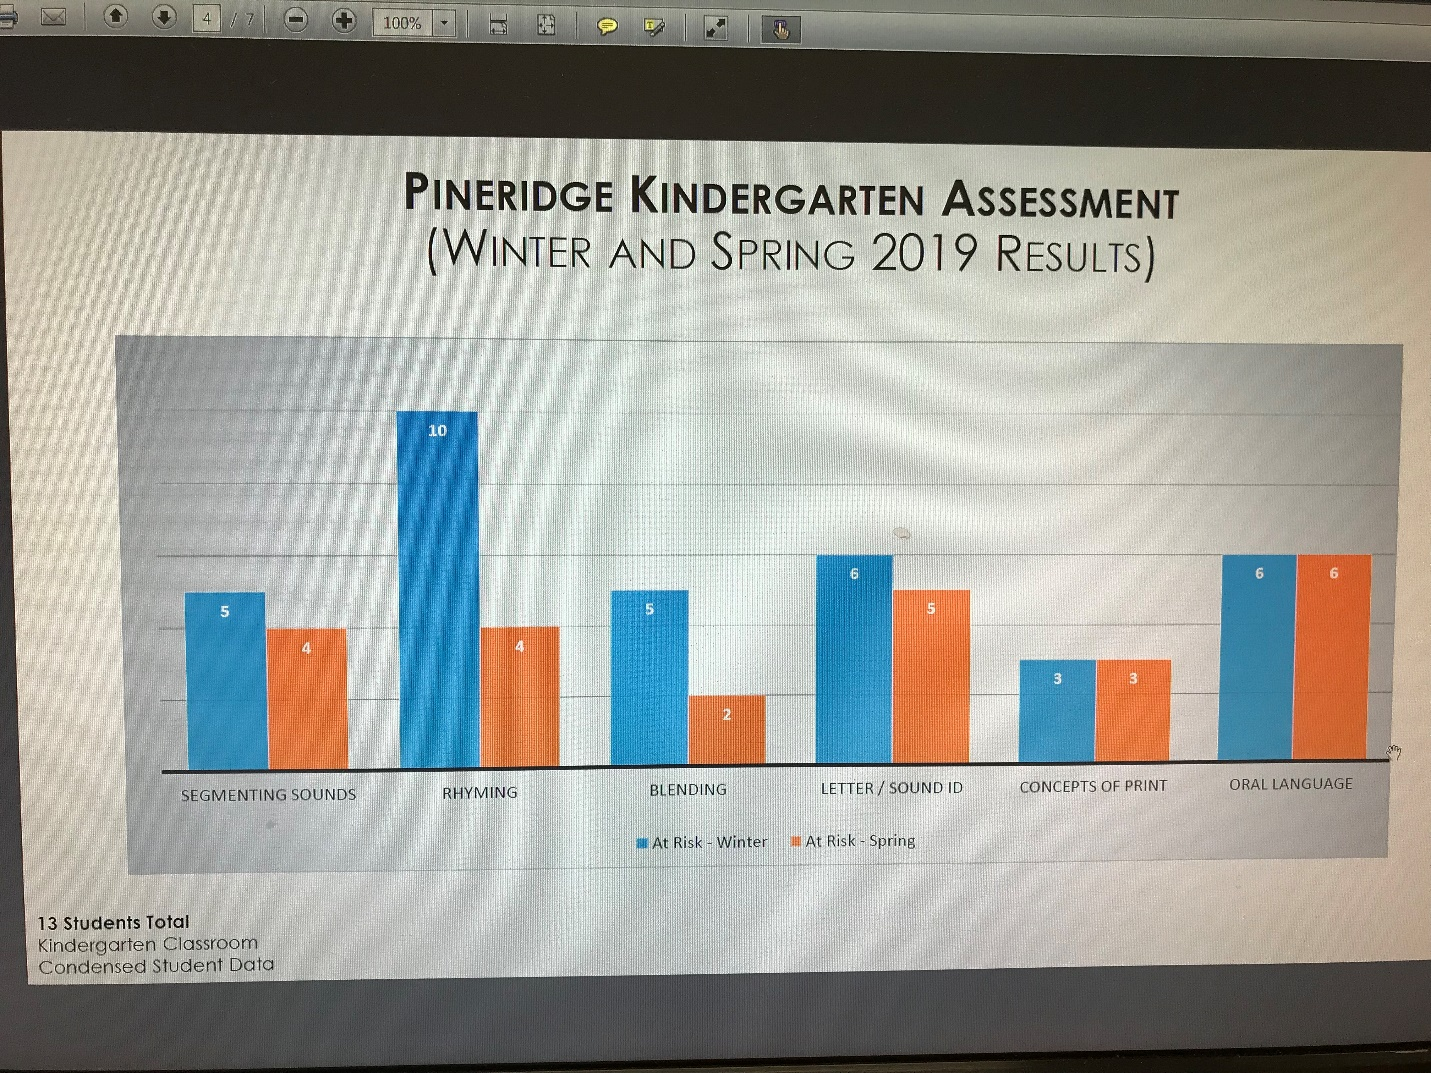 4 / 7 100%
PINERIDGE KINDERGARTEN ASSESSMENT
(WINTER AND SPRING 2019 RESULTS)
10
5
4
4
5
2
6
5
3
3
6
6
SEGMENTING SOUNDS RHYMING BLENDING LETTER / SOUND ID CONCEPTS OF PRINT ORAL LANGUAGE
At Risk - Winter At Risk - Spring
13 Students Total
Kindergarten Classroom
Condensed Student Data